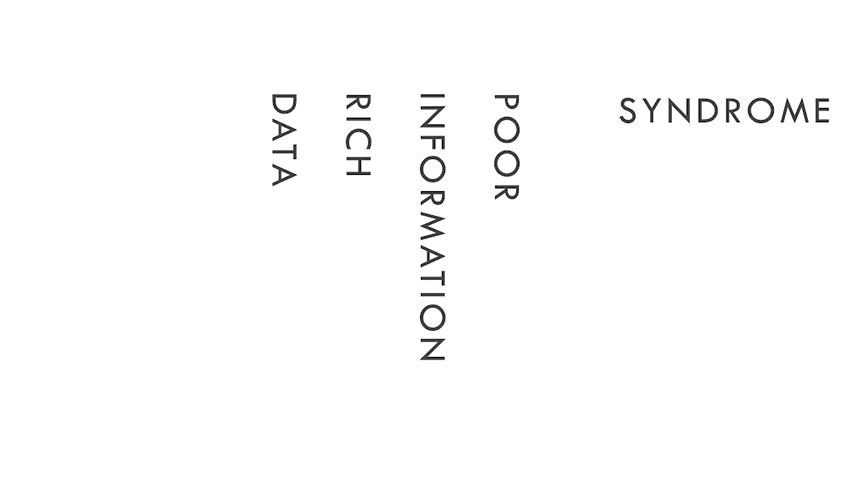 DATA
RICH
INFORMATION
POOR
SYNDROME